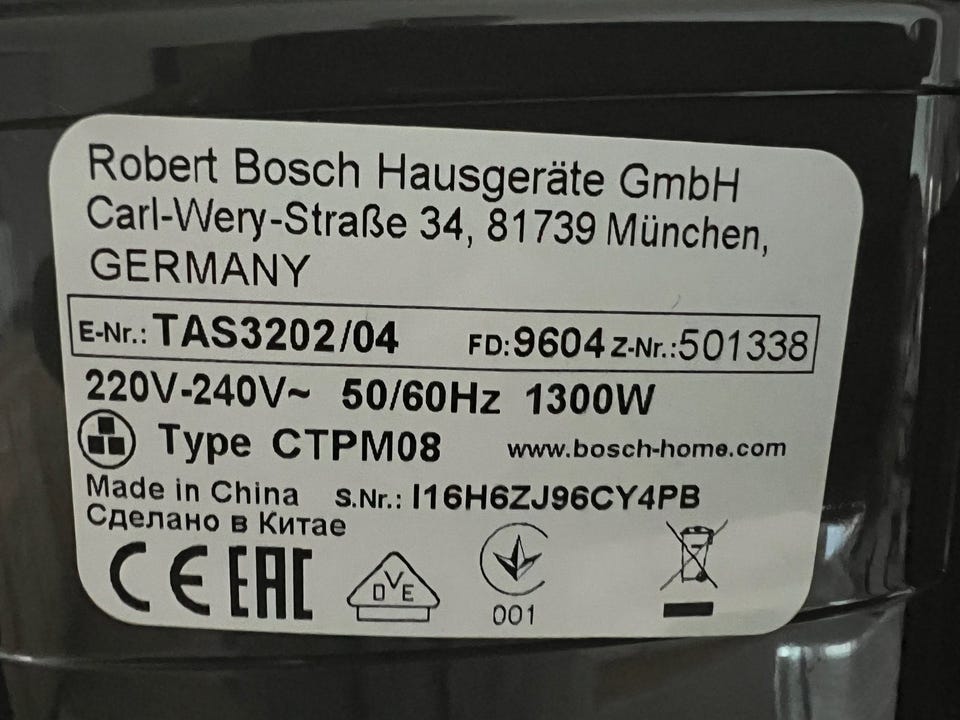 Robert Bosch Hausgeräte GmbH
Carl-Wery-Straße 34, 81739 München,
GERMANY
E-Nr.: TAS3202/04 FD:9604 Z-Nr.:501338
220V-240V~ 50/60Hz 1300W
Type CTPM08 www.bosch-home.com
Made in China S.Nr.: I16H6ZJ96CY4PB
Сделано в Китае
CE EAC DVE
001